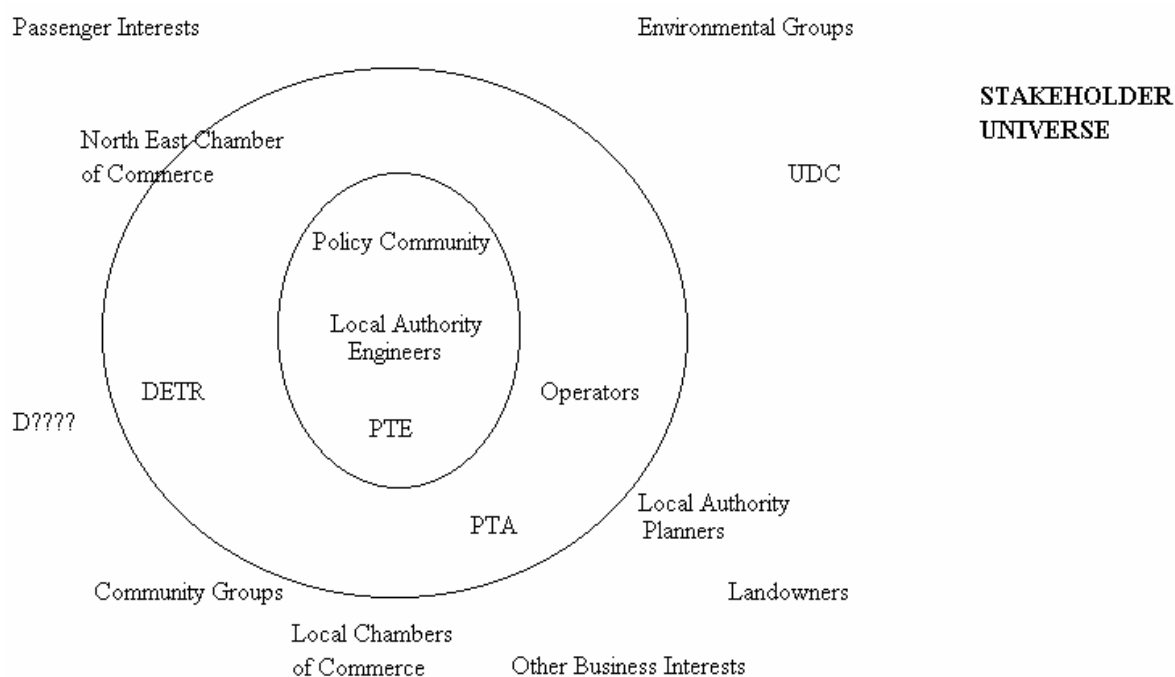 Passenger Interests
Environmental Groups
STAKEHOLDER
UNIVERSE
North East Chamber
of Commerce
UDC
Policy Community
Local Authority
Engineers
DETR
Operators
D????
PTE
Local Authority
Planners
PTA
Community Groups
Landowners
Local Chambers
of Commerce
Other Business Interests